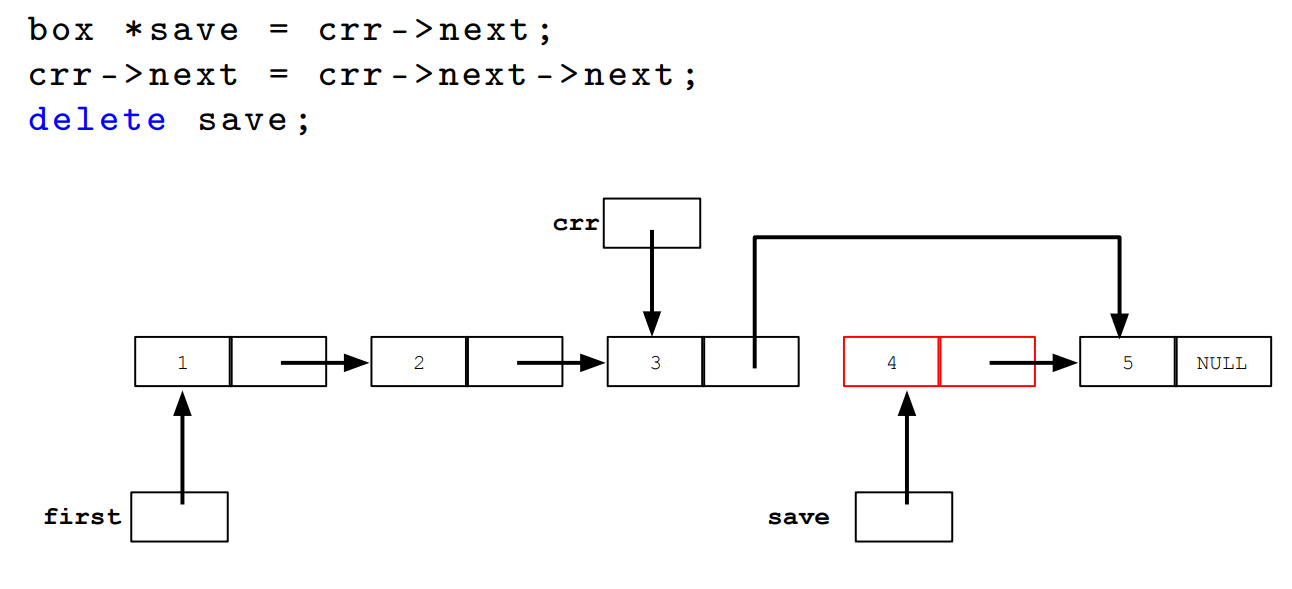 box *save = crr->next;
crr->next = crr->next->next;
delete save;
crr
1 2 3 4 5 NULL
first save